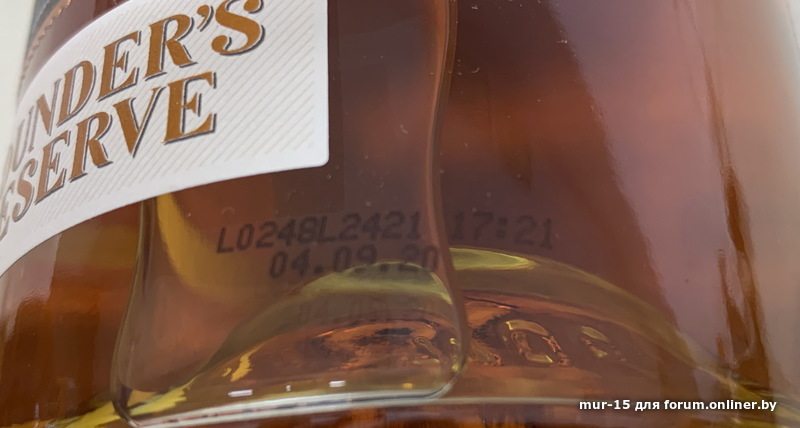 UNDER'S
ESERVE
L0248L2421 17:21
04.09.20
mur-15 для forum.onliner.by